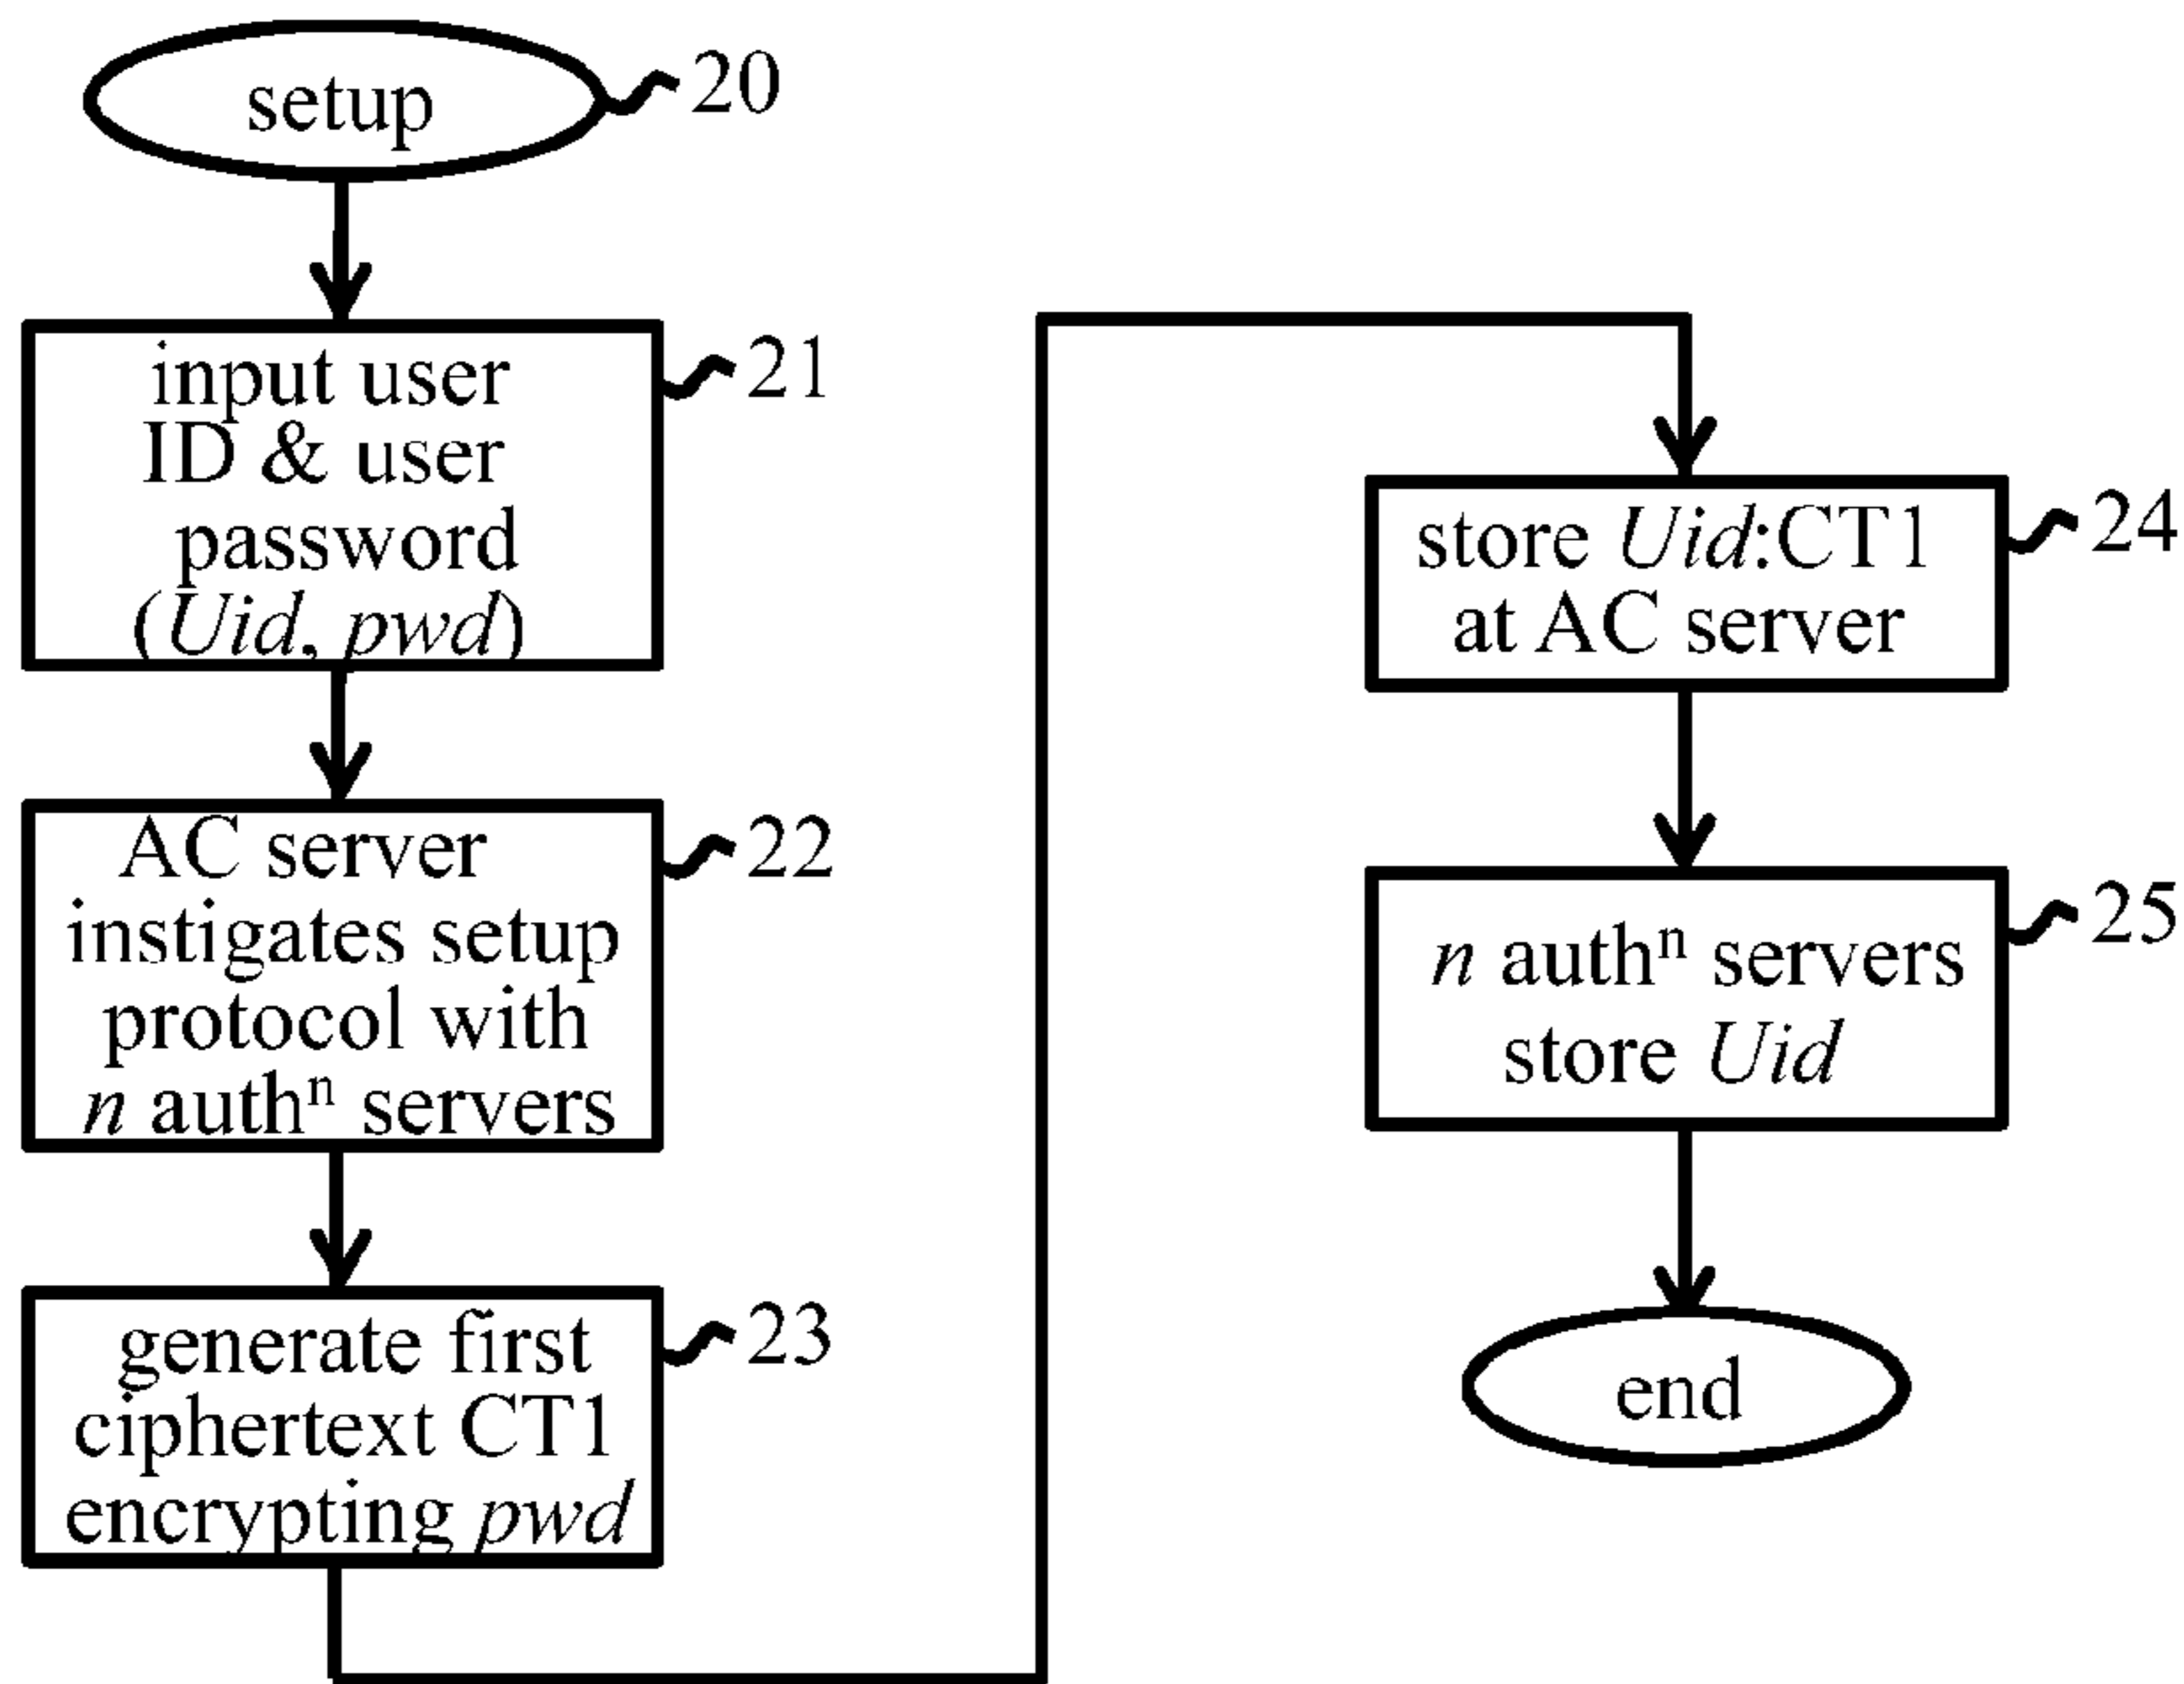 setup
20
input user
ID & user
password
(Uid, pwd)
21
AC server
instigates setup
protocol with
n authⁿ servers
22
generate first
ciphertext CT1
encrypting pwd
23
store Uid:CT1
at AC server
24
n authⁿ servers
store Uid
25
end